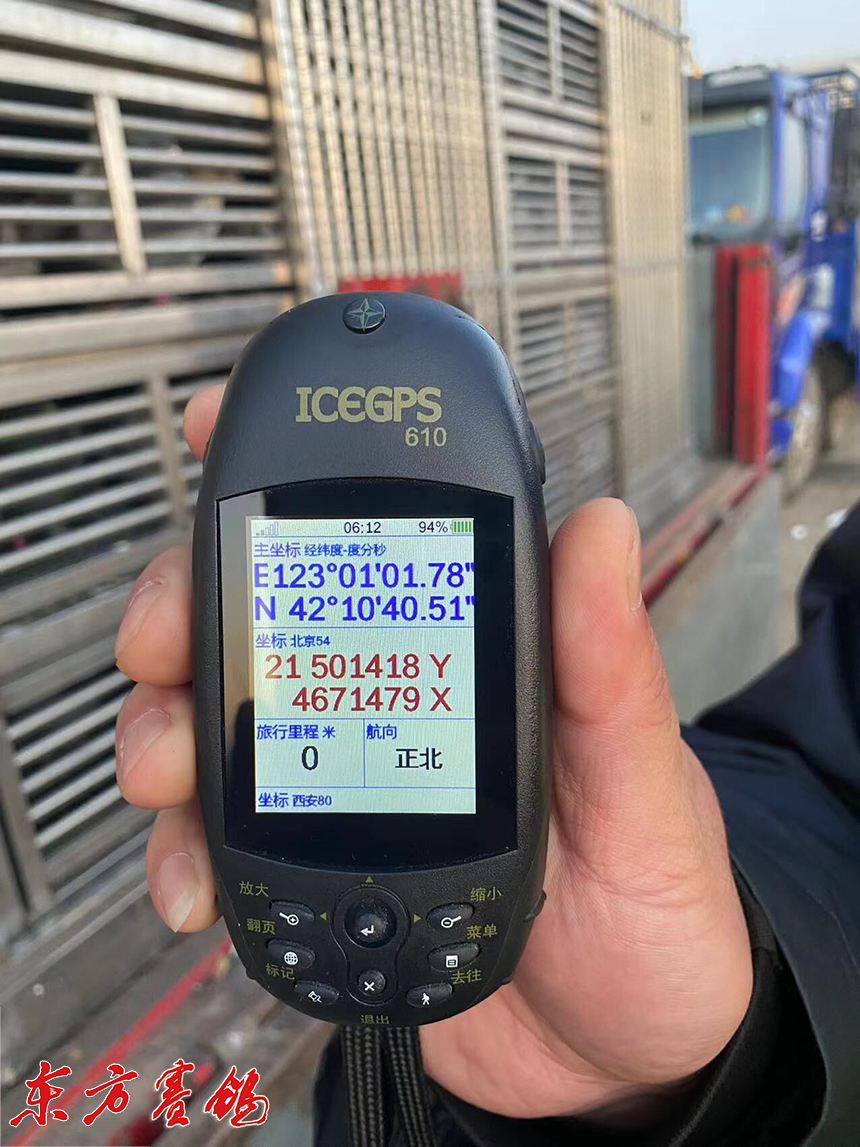 ICEGPS
610
06:12 94%
主坐标 经纬度-度分秒
E123°01'01.78"
N 42°10'40.51"
坐标 北京54
21 501418 Y
4671479 X
旅行里程 米 航向
0 正北
坐标 西安80
放大 缩小
翻页 菜单
标记 去往
退出
东方赛鸽